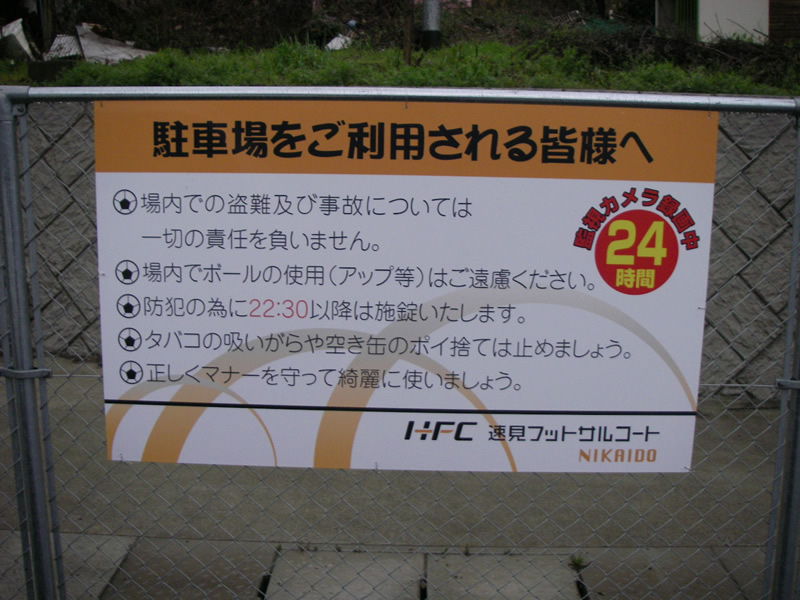 駐車場をご利用される皆様へ
場内での盗難及び事故については
一切の責任を負いません。
監視カメラ録画中
24
時間
場内でボールの使用(アップ等)はご遠慮ください。
防犯の為に22:30以降は施錠いたします。
タバコの吸いがらや空き缶のポイ捨ては止めましょう。
正しくマナーを守って綺麗に使いましょう。
HFC 速見フットサルコート
NIKAIDO